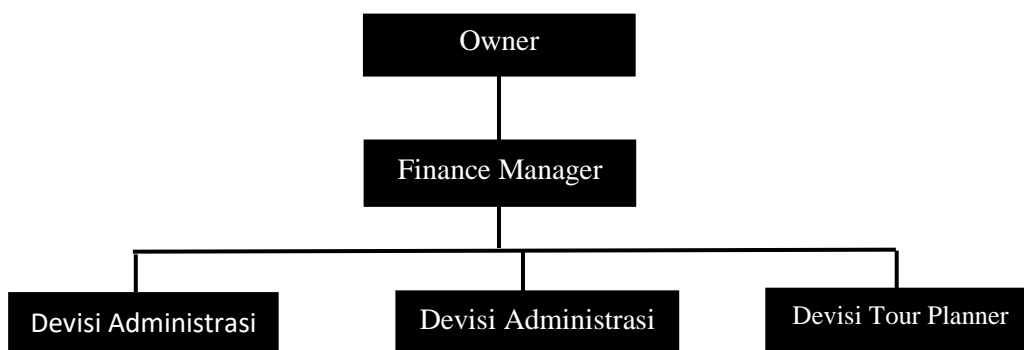 Owner
Finance Manager
Devisi Administrasi
Devisi Administrasi
Devisi Tour Planner